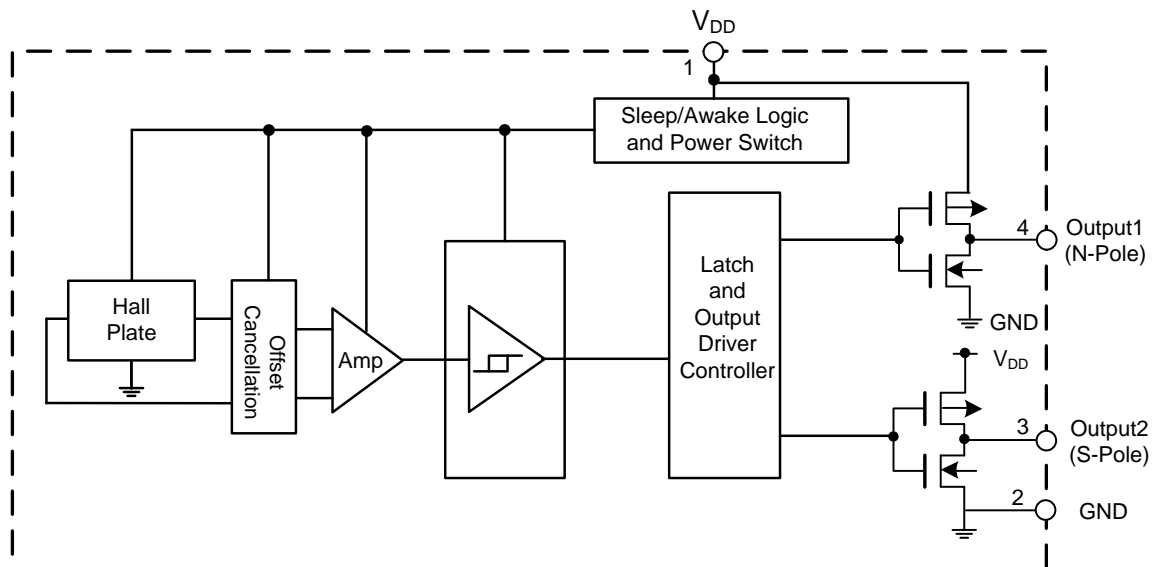 VDD
1
Sleep/Awake Logic
and Power Switch
4
Output1
(N-Pole)
Hall
Plate
Offset
Cancellation
Amp
Latch
and
Output
Driver
Controller
GND
VDD
3
Output2
(S-Pole)
2
GND